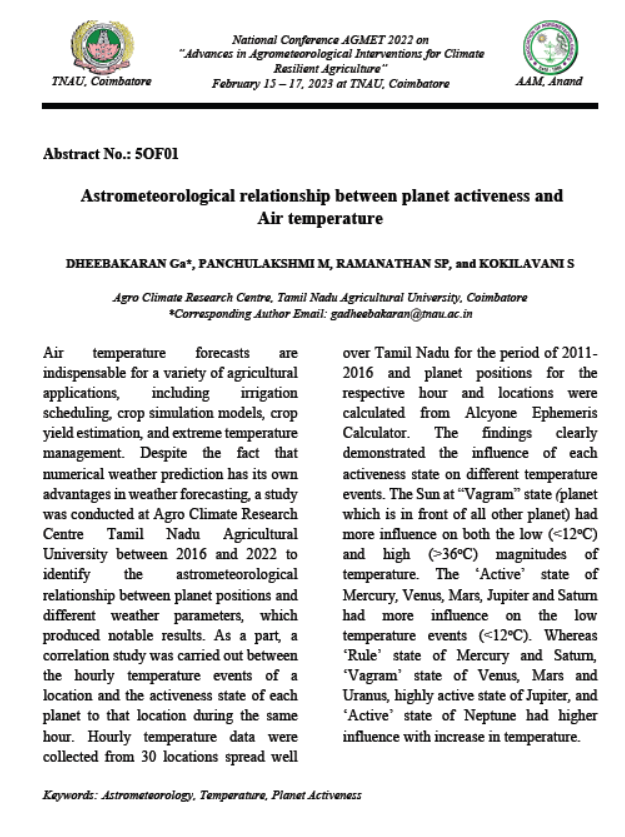 National Conference AGMET 2022 on
"Advances in Agrometeorological Interventions for Climate
Resilient Agriculture"
February 15 – 17, 2023 at TNAU, Coimbatore
TNAU, Coimbatore
AAM, Anand
Abstract No.: 5OF01
Astrometeorological relationship between planet activeness and
Air temperature
DHEEBAKARAN Ga*, PANCHULAKSHMI M, RAMANATHAN SP, and KOKILAVANI S
Agro Climate Research Centre, Tamil Nadu Agricultural University, Coimbatore
*Corresponding Author Email: gadheebakaran@tnau.ac.in
Air temperature forecasts are
indispensable for a variety of agricultural
applications, including irrigation
scheduling, crop simulation models, crop
yield estimation, and extreme temperature
management. Despite the fact that
numerical weather prediction has its own
advantages in weather forecasting, a study
was conducted at Agro Climate Research
Centre Tamil Nadu Agricultural
University between 2016 and 2022 to
identify the astrometeorological
relationship between planet positions and
different weather parameters, which
produced notable results. As a part, a
correlation study was carried out between
the hourly temperature events of a
location and the activeness state of each
planet to that location during the same
hour. Hourly temperature data were
collected from 30 locations spread well
over Tamil Nadu for the period of 2011-
2016 and planet positions for the
respective hour and locations were
calculated from Alcyone Ephemeris
Calculator. The findings clearly
demonstrated the influence of each
activeness state on different temperature
events. The Sun at "Vagram" state (planet
which is in front of all other planet) had
more influence on both the low (<12ºC)
and high (>36ºC) magnitudes of
temperature. The 'Active' state of
Mercury, Venus, Mars, Jupiter and Saturn
had more influence on the low
temperature events (<12ºC). Whereas
'Rule' state of Mercury and Saturn,
'Vagram' state of Venus, Mars and
Uranus, highly active state of Jupiter, and
'Active' state of Neptune had higher
influence with increase in temperature.
Keywords: Astrometeorology, Temperature, Planet Activeness